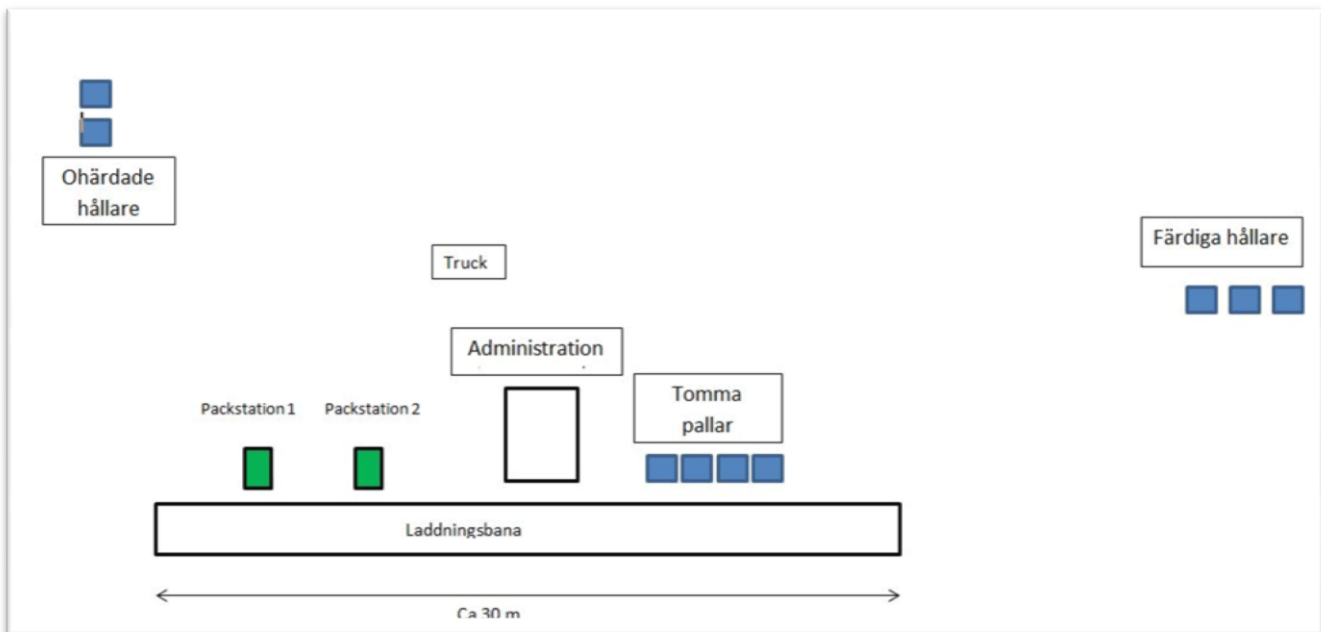 Ohärdade
hållare
Färdiga hållare
Truck
Administration
Tomma
pallar
Packstation 1
Packstation 2
Laddningsbana
Ca 30 m